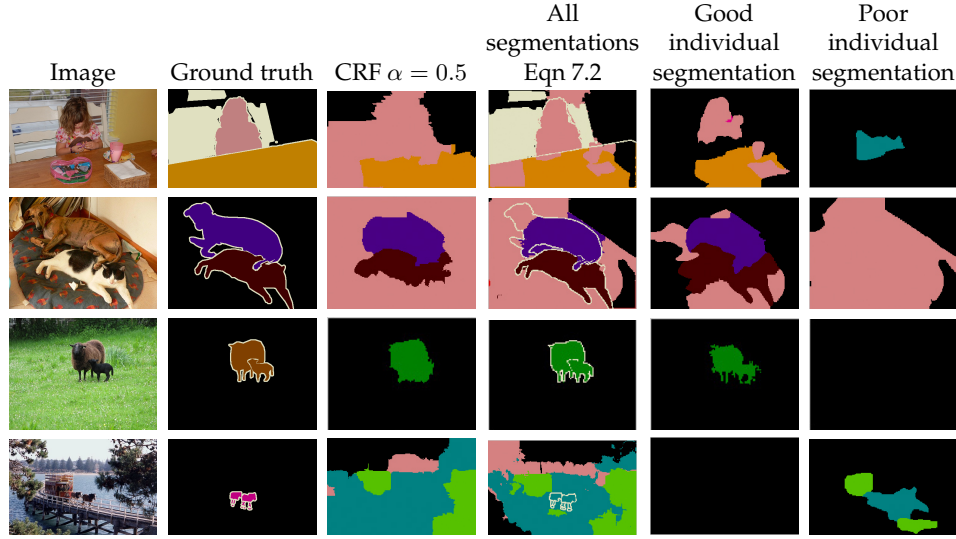 Image
Ground truth
CRF α = 0.5
All
segmentations
Eqn 7.2
Good
individual
segmentation
Poor
individual
segmentation